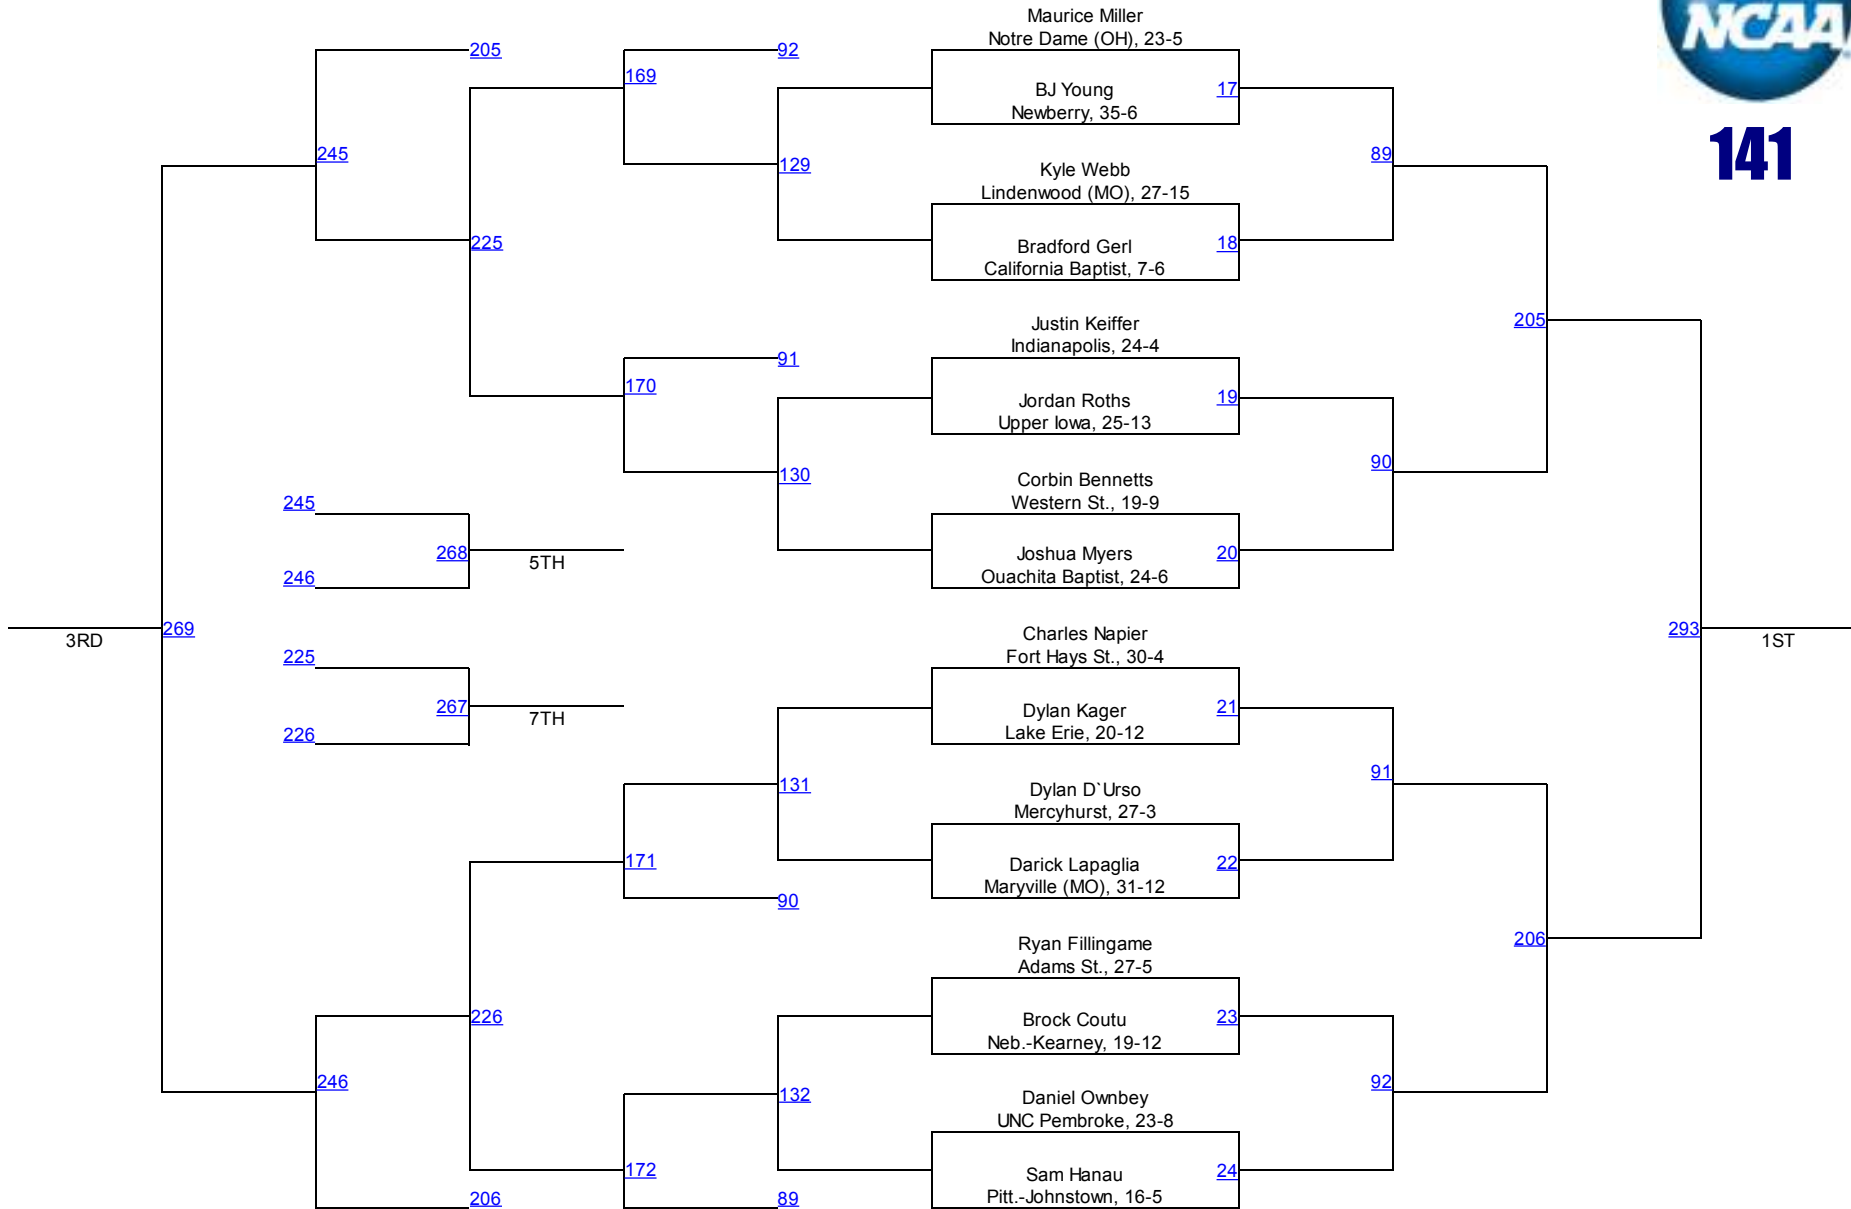 NCAA
141
Maurice Miller
Notre Dame (OH), 23-5
205
92
169
BJ Young
Newberry, 35-6
17
245
129
89
Kyle Webb
Lindenwood (MO), 27-15
225
Bradford Gerl
California Baptist, 7-6
18
Justin Keiffer
Indianapolis, 24-4
205
91
170
Jordan Roths
Upper Iowa, 25-13
19
130
90
Corbin Bennetts
Western St., 19-9
245
268
5TH
246
Joshua Myers
Ouachita Baptist, 24-6
20
3RD
269
Charles Napier
Fort Hays St., 30-4
293
1ST
225
267
7TH
226
Dylan Kager
Lake Erie, 20-12
21
131
91
Dylan D`Urso
Mercyhurst, 27-3
171
Darick Lapaglia
Maryville (MO), 31-12
22
90
Ryan Fillingame
Adams St., 27-5
206
226
Brock Coutu
Neb.-Kearney, 19-12
23
246
132
92
Daniel Ownbey
UNC Pembroke, 23-8
172
Sam Hanau
Pitt.-Johnstown, 16-5
24
206
89